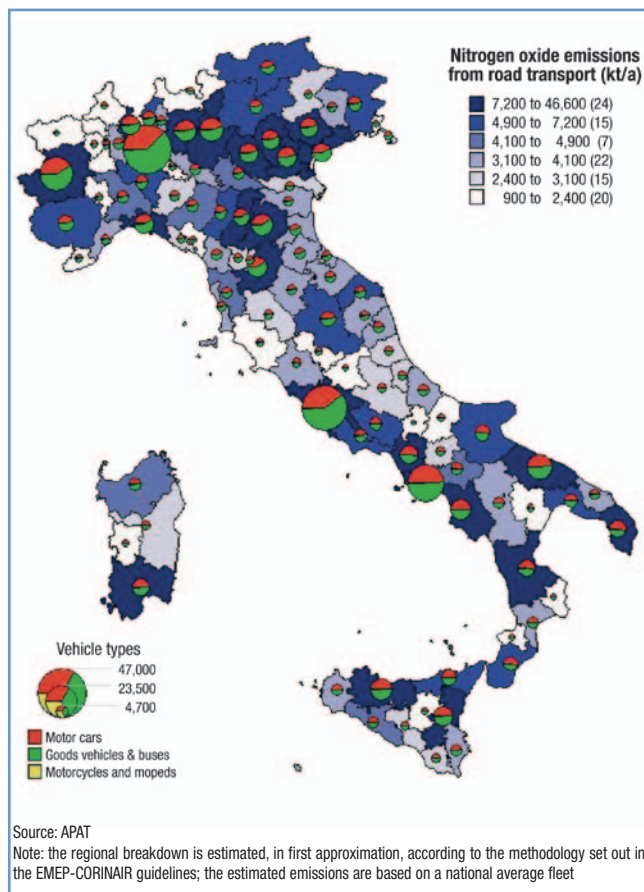 Nitrogen oxide emissions
from road transport (kt/a)
7,200 to 46,600 (24)
4,900 to 7,200 (15)
4,100 to 4,900 (7)
3,100 to 4,100 (22)
2,400 to 3,100 (15)
900 to 2,400 (20)
Vehicle types
47,000
23,500
4,700
Motor cars
Goods vehicles & buses
Motorcycles and mopeds
Source: APAT
Note: the regional breakdown is estimated, in first approximation, according to the methodology set out in
the EMEP-CORINAIR guidelines; the estimated emissions are based on a national average fleet